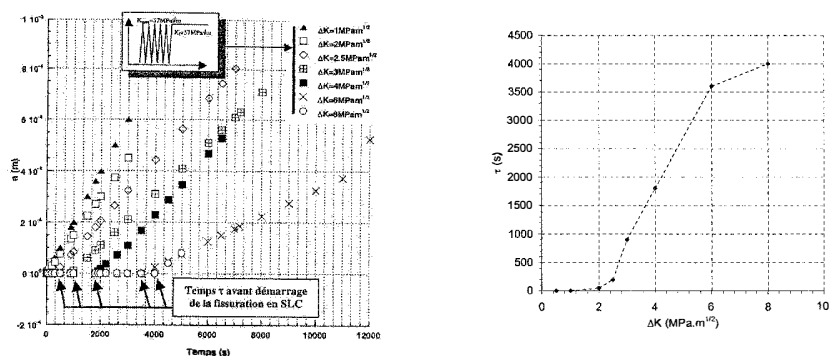 1 10⁻³
8 10⁻⁴
6 10⁻⁴
4 10⁻⁴
2 10⁻⁴
0 10⁰
-2 10⁻⁴
a (m)
0
2000
4000
6000
8000
10000
12000
Temps (s)
ΔK=1MPam^1/2
ΔK=2MPam^1/2
ΔK=2.5MPam^1/2
ΔK=3MPam^1/2
ΔK=4MPam^1/2
ΔK=6MPam^1/2
ΔK=8MPam^1/2
Temps τ avant démarrage
de la fissuration en SLC
4500
4000
3500
3000
2500
2000
1500
1000
500
0
τ (s)
0
2
4
6
8
10
ΔK (MPa.m^1/2)